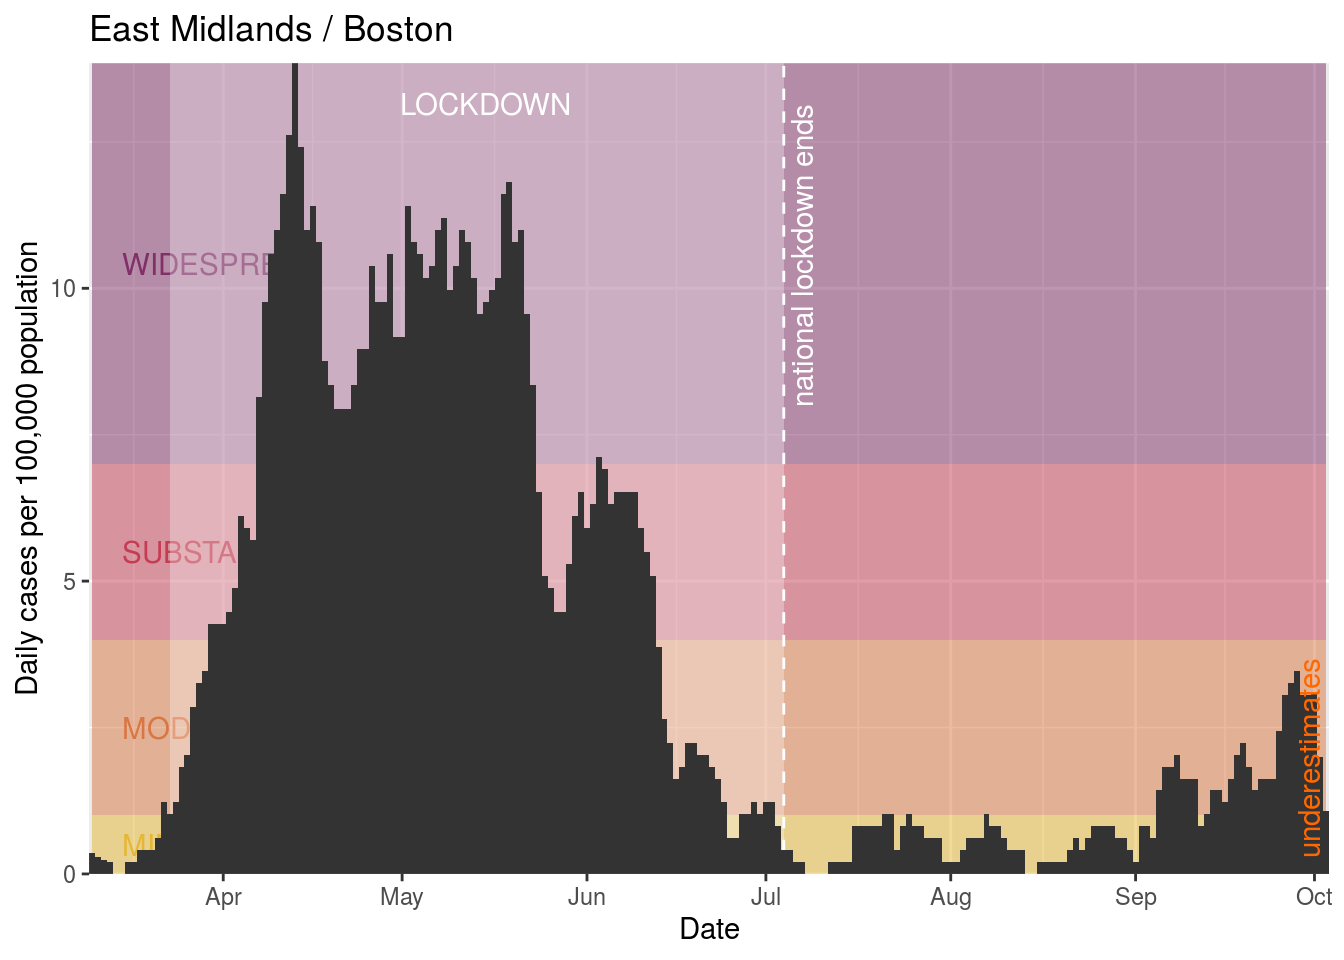 East Midlands / Boston
LOCKDOWN
national lockdown ends
WIDESPRE
SUBSTA
MOD
underestimates
Daily cases per 100,000 population
10
5
0
Apr May Jun Jul Aug Sep Oct
Date